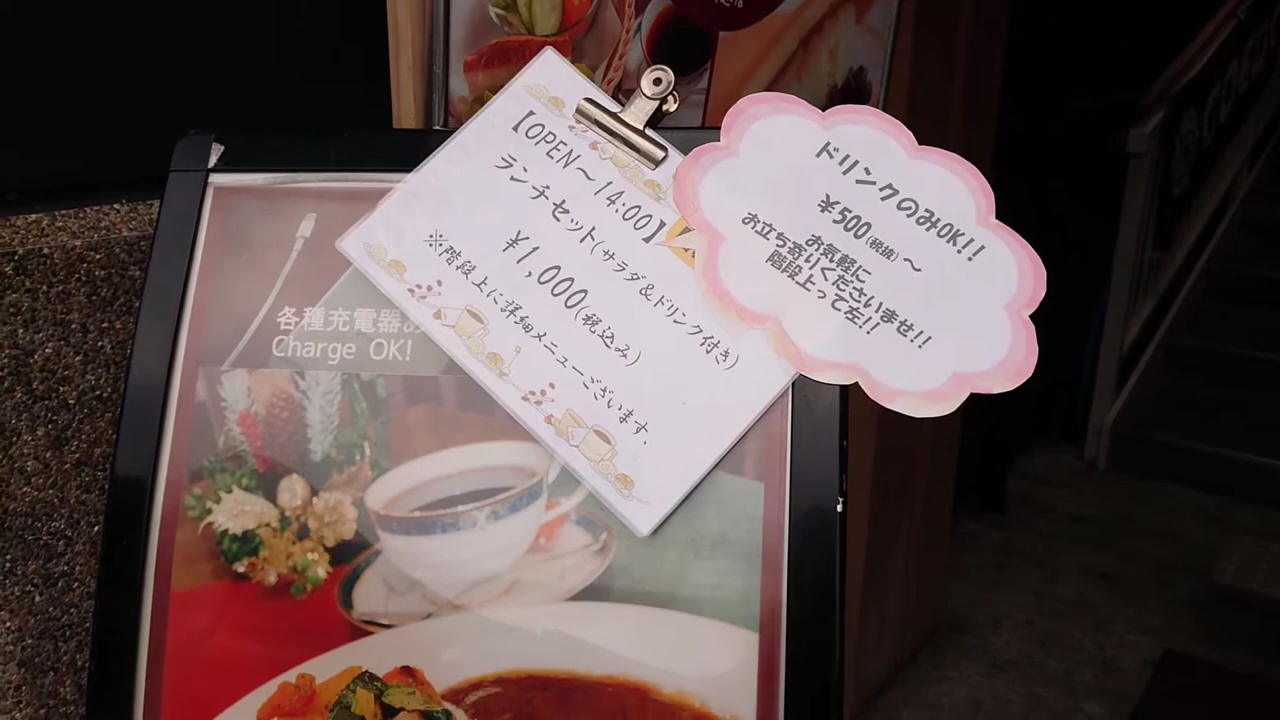 【OPEN～14:00】
ランチセット(サラダ&ドリンク付き)
¥1,000(税込み)
※階段上に詳細メニューございます。
ドリンクのみOK!!
¥500(税抜)～
お気軽に
お立ち寄りくださいませ!!
階段上って左!!
各種充電器の
Charge OK!